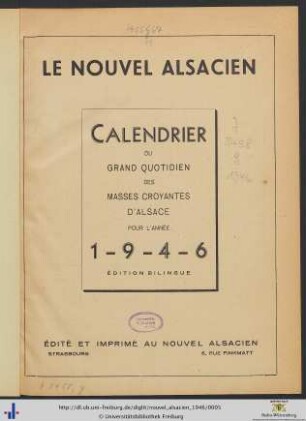 LE NOUVEL ALSACIEN
CALENDRIER
DU
GRAND QUOTIDIEN
DES
MASSES CROYANTES
D'ALSACE
POUR L'ANNÉE
1-9-4-6
ÉDITION BILINGUE
ÉDITÉ ET IMPRIMÉ AU NOUVEL ALSACIEN
STRASBOURG 6, RUE FINKMATT
http://dl.ub.uni-freiburg.de/diglit/nouvel_alsacien_1946/0005
© Universitätsbibliothek Freiburg